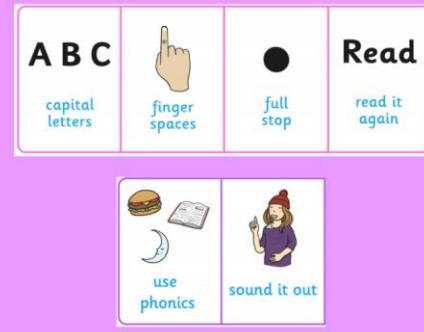 A B C
capital
letters
finger
spaces
full
stop
Read
read it
again
use
phonics
sound it out